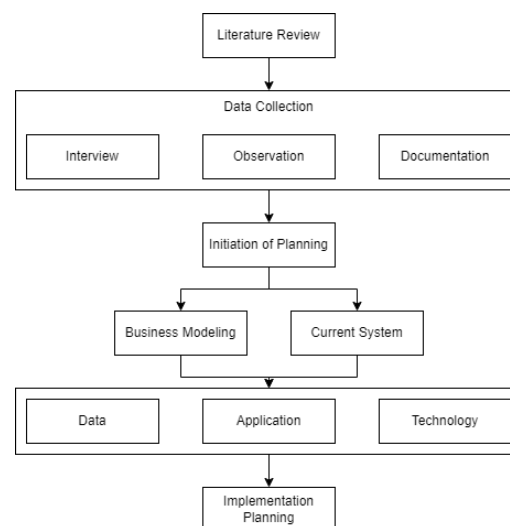 Literature Review
Data Collection
Interview
Observation
Documentation
Initiation of Planning
Business Modeling
Current System
Data
Application
Technology
Implementation
Planning